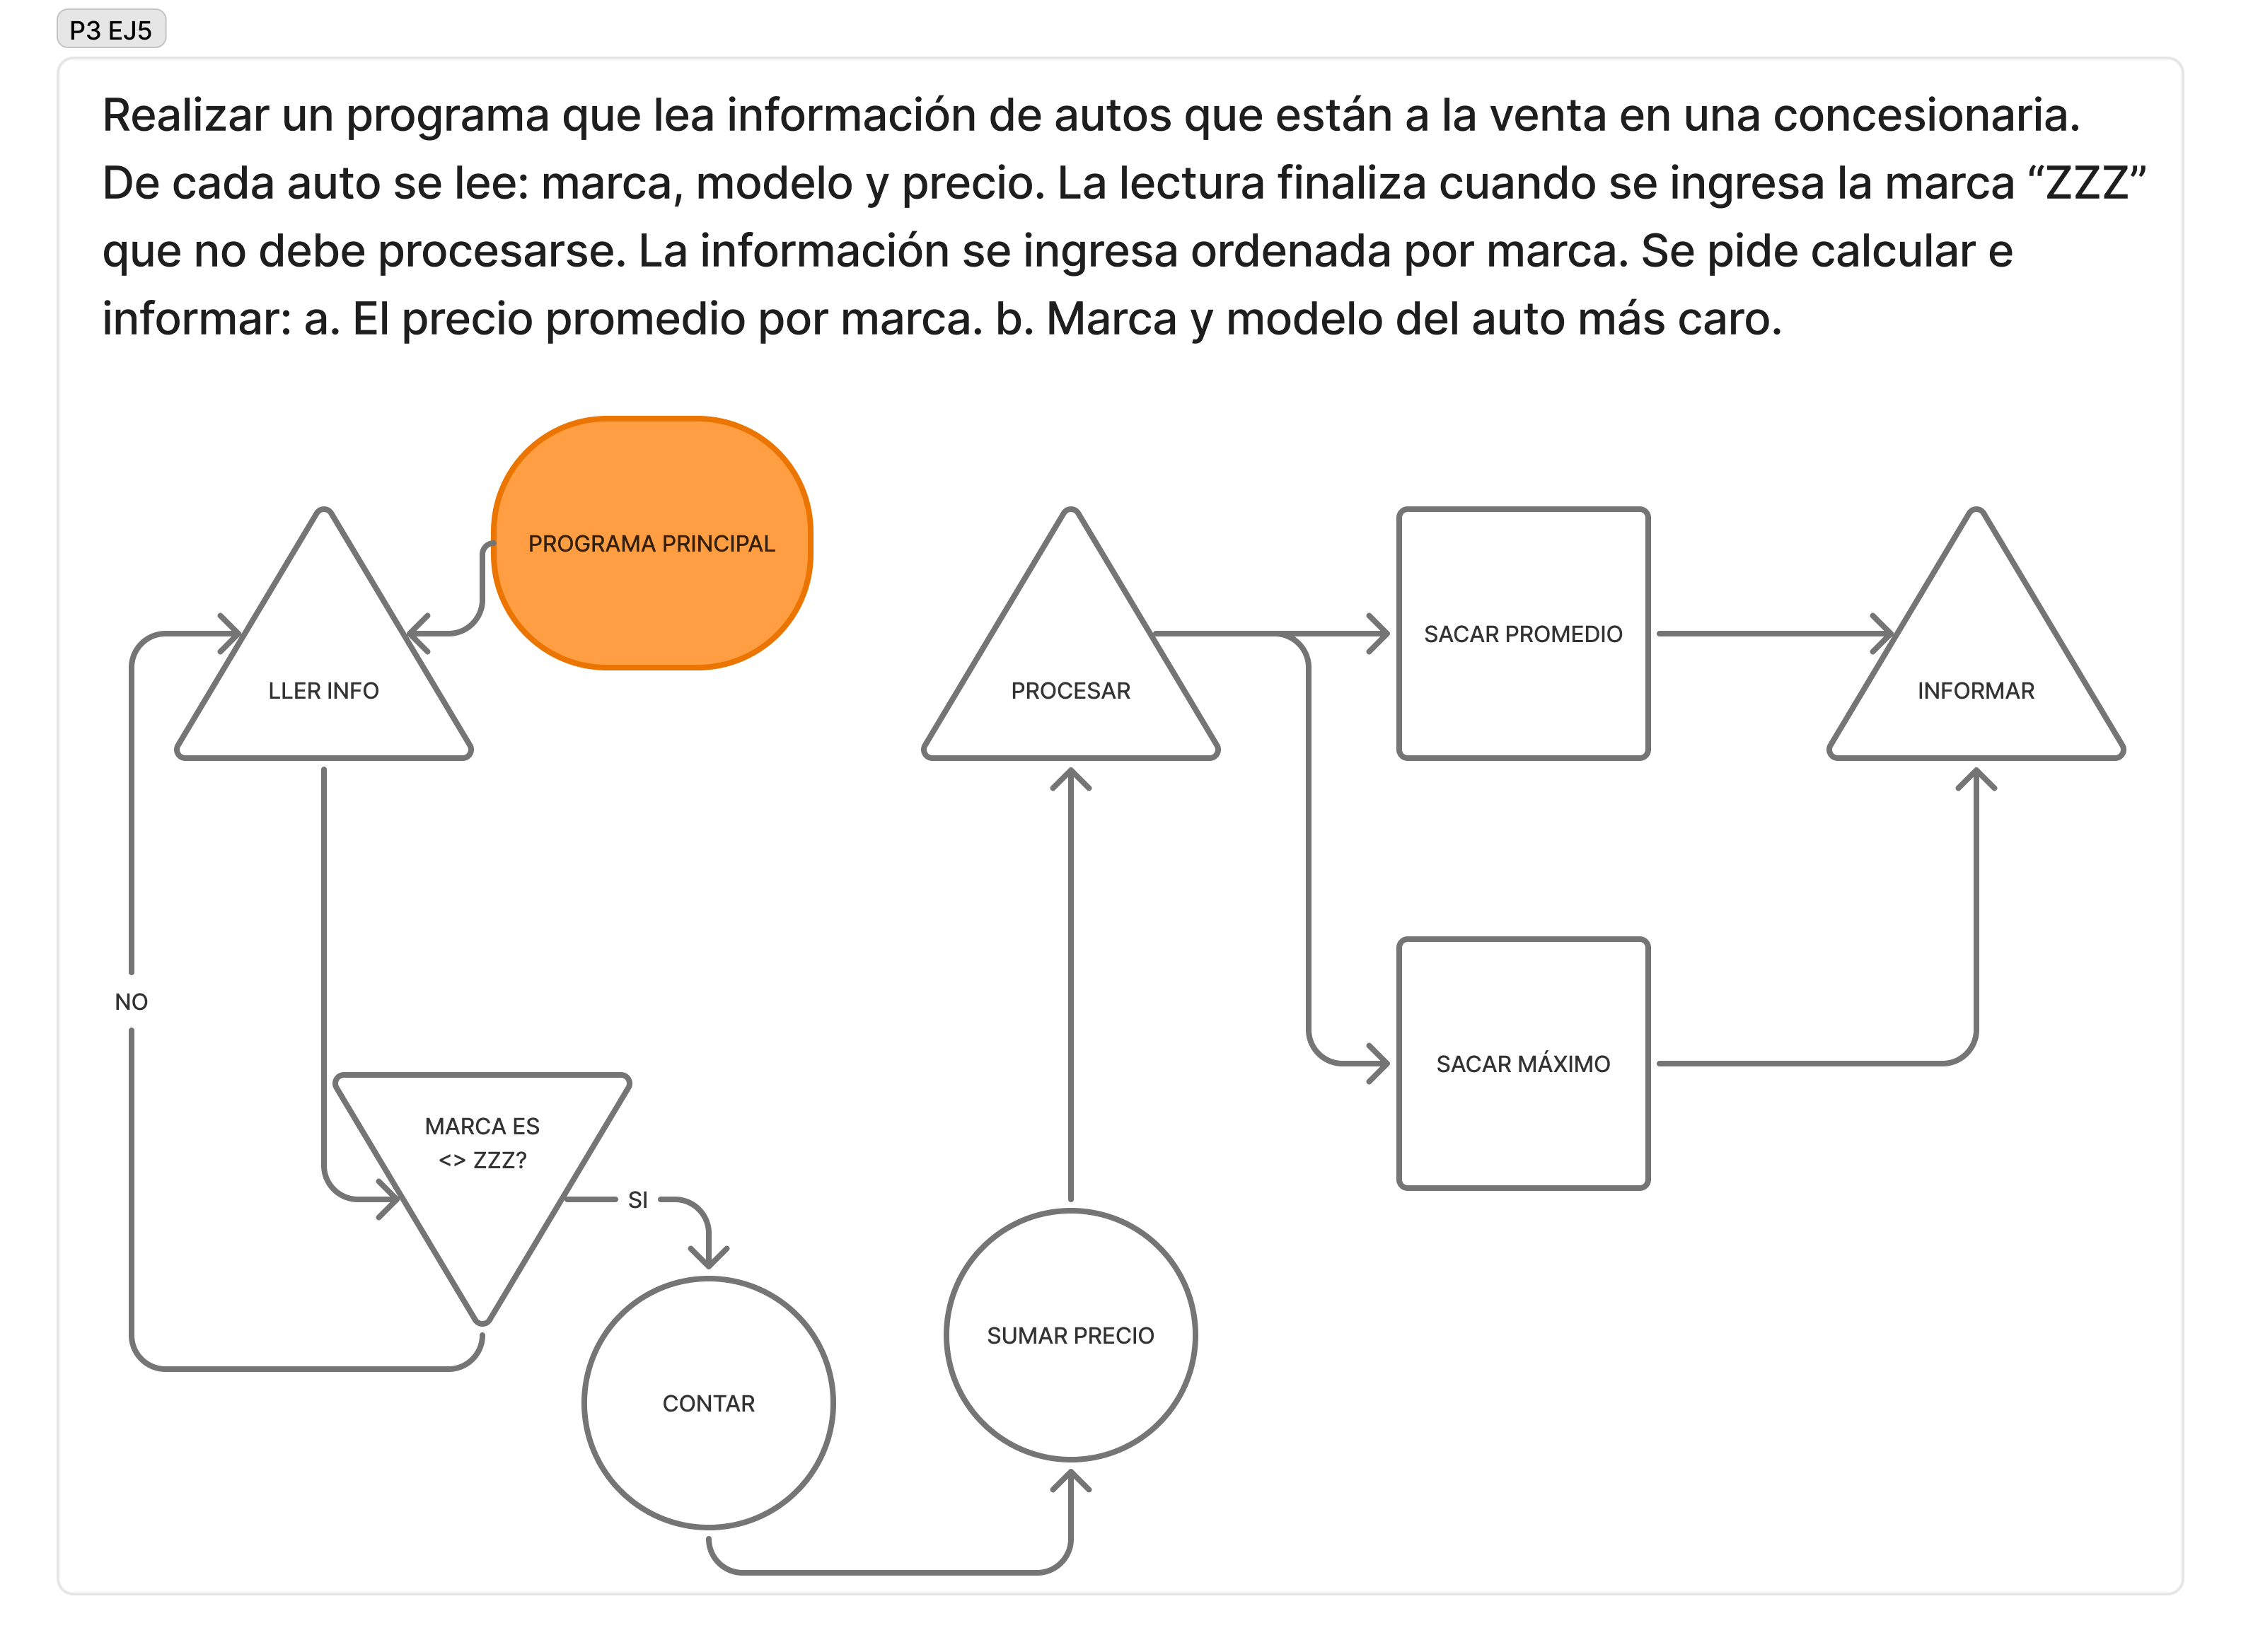 P3 EJ5
Realizar un programa que lea información de autos que están a la venta en una concesionaria.
De cada auto se lee: marca, modelo y precio. La lectura finaliza cuando se ingresa la marca “ZZZ”
que no debe procesarse. La información se ingresa ordenada por marca. Se pide calcular e
informar: a. El precio promedio por marca. b. Marca y modelo del auto más caro.
PROGRAMA PRINCIPAL
LLER INFO
PROCESAR
SACAR PROMEDIO
INFORMAR
NO
MARCA ES
<> ZZZ?
SI
SACAR MÁXIMO
CONTAR
SUMAR PRECIO